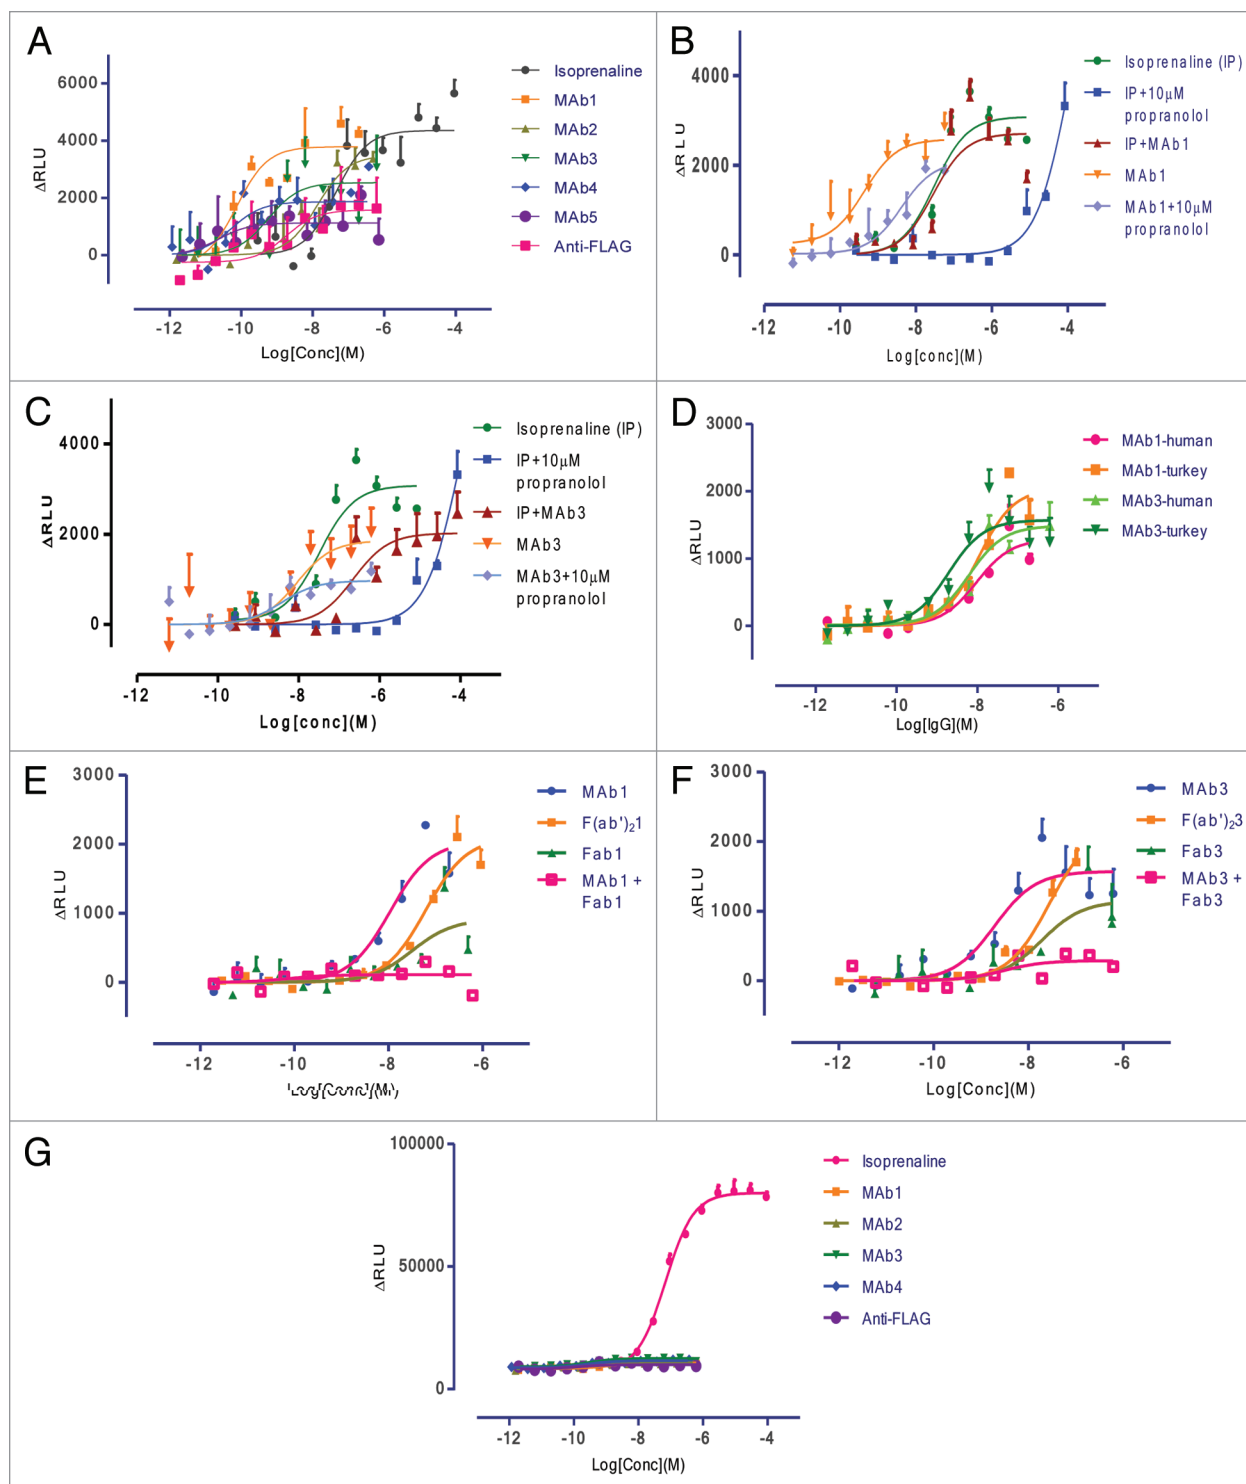 A
ΔRLU
6000
4000
2000
0
-12 -10 -8 -6 -4
Log[Conc](M)
Isoprenaline
MAb1
MAb2
MAb3
MAb4
MAb5
Anti-FLAG
B
ΔRLU
4000
2000
0
-12 -10 -8 -6 -4
Log[conc](M)
Isoprenaline (IP)
IP+10μM
propranolol
IP+MAb1
MAb1
MAb1+10μM
propranolol
C
ΔRLU
4000
2000
0
-12 -10 -8 -6 -4
Log[conc](M)
Isoprenaline (IP)
IP+10μM
propranolol
IP+MAb3
MAb3
MAb3+10μM
propranolol
D
ΔRLU
3000
2000
1000
0
-12 -10 -8 -6
Log[IgG](M)
MAb1-human
MAb1-turkey
MAb3-human
MAb3-turkey
E
ΔRLU
3000
2000
1000
0
-12 -10 -8 -6
Log[Conc](M)
MAb1
F(ab')₂1
Fab1
MAb1 +
Fab1
F
ΔRLU
3000
2000
1000
0
-12 -10 -8 -6
Log[Conc](M)
MAb3
F(ab')₂3
Fab3
MAb3 +
Fab3
G
ΔRLU
100000
50000
0
-12 -10 -8 -6 -4
Log[Conc](M)
Isoprenaline
MAb1
MAb2
MAb3
MAb4
Anti-FLAG